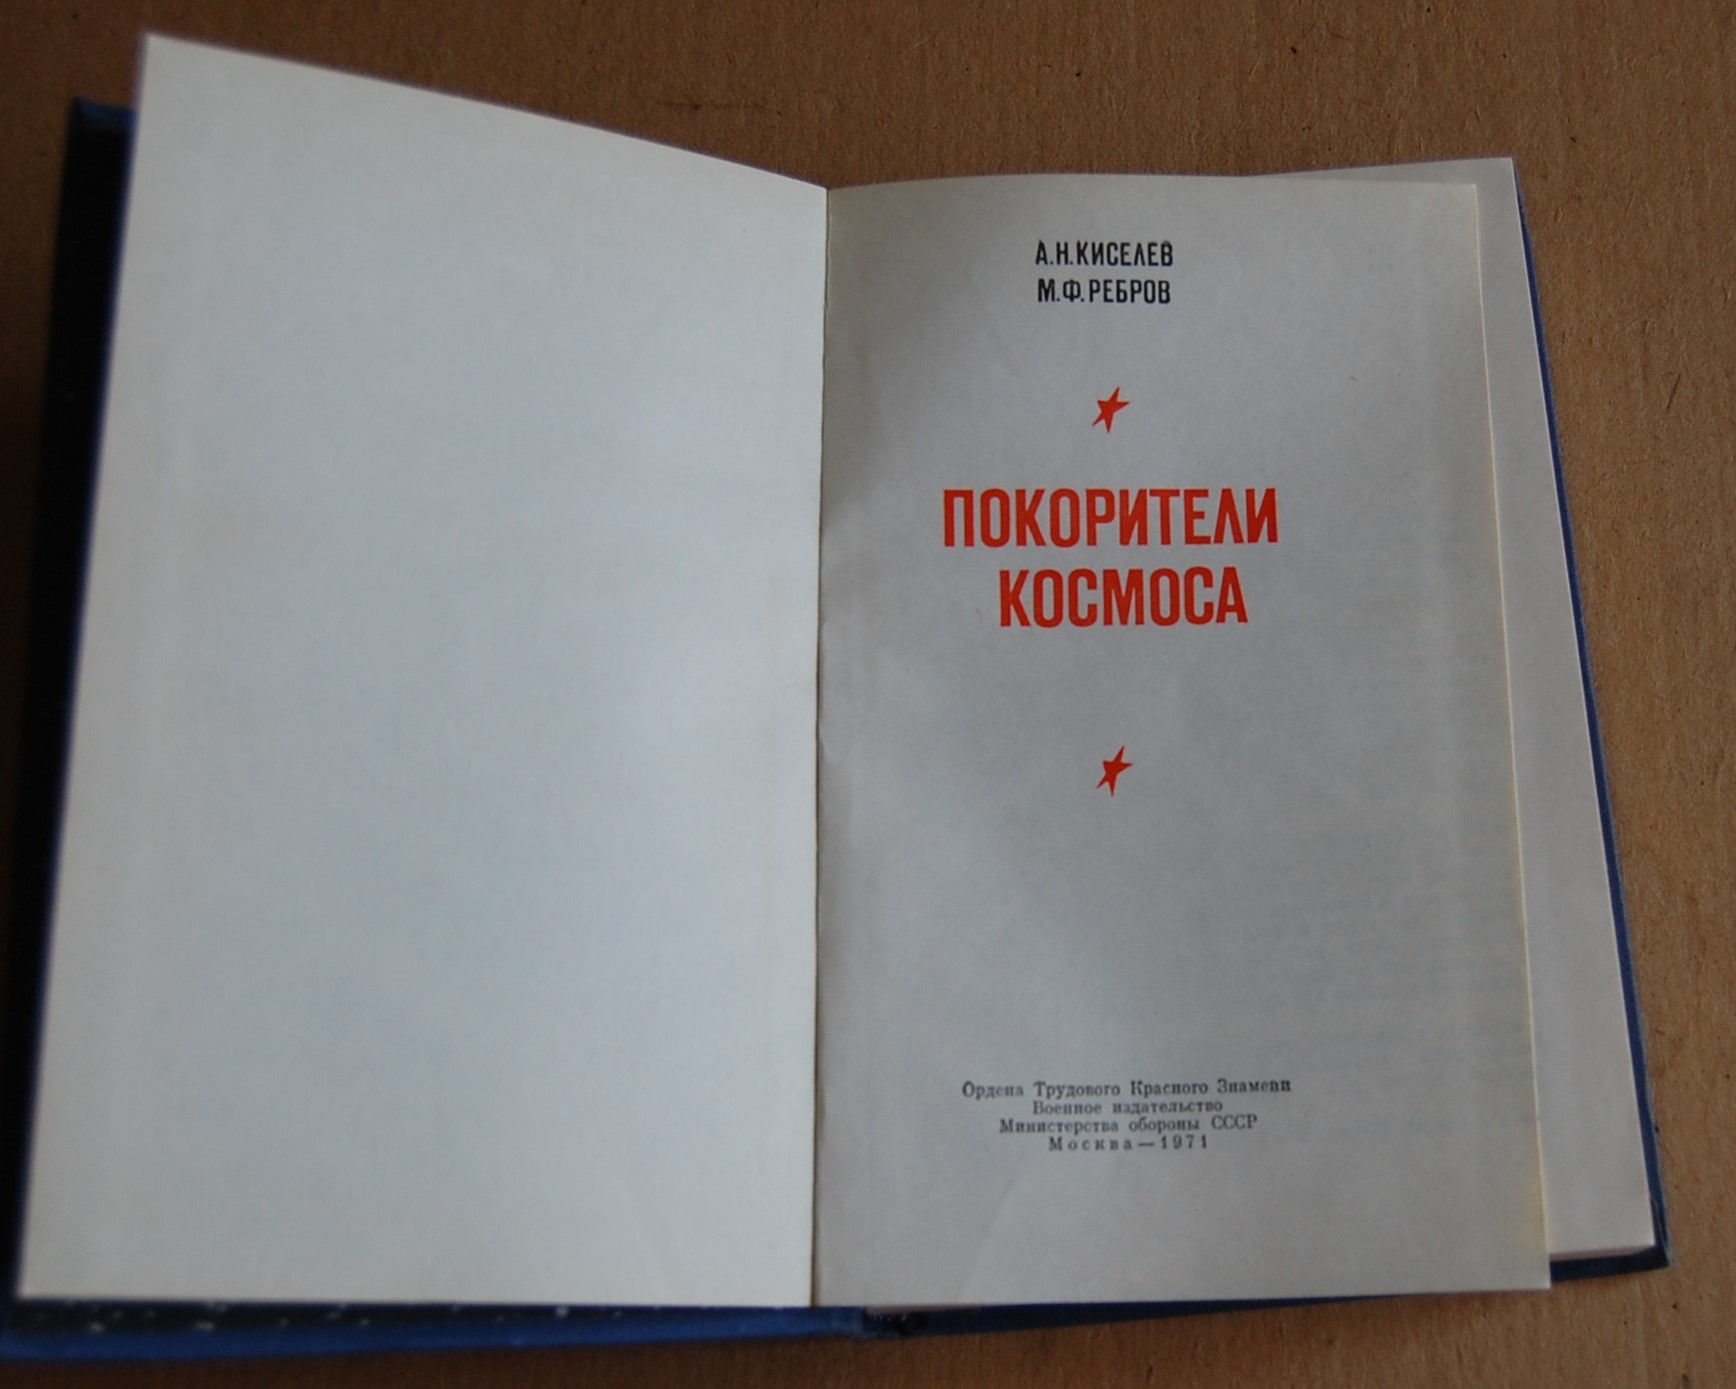 А.Н.КИСЕЛЕВ
М.Ф.РЕБРОВ
ПОКОРИТЕЛИ
КОСМОСА
Ордена Трудового Красного Знамени
Военное издательство
Министерства обороны СССР
Москва — 1971